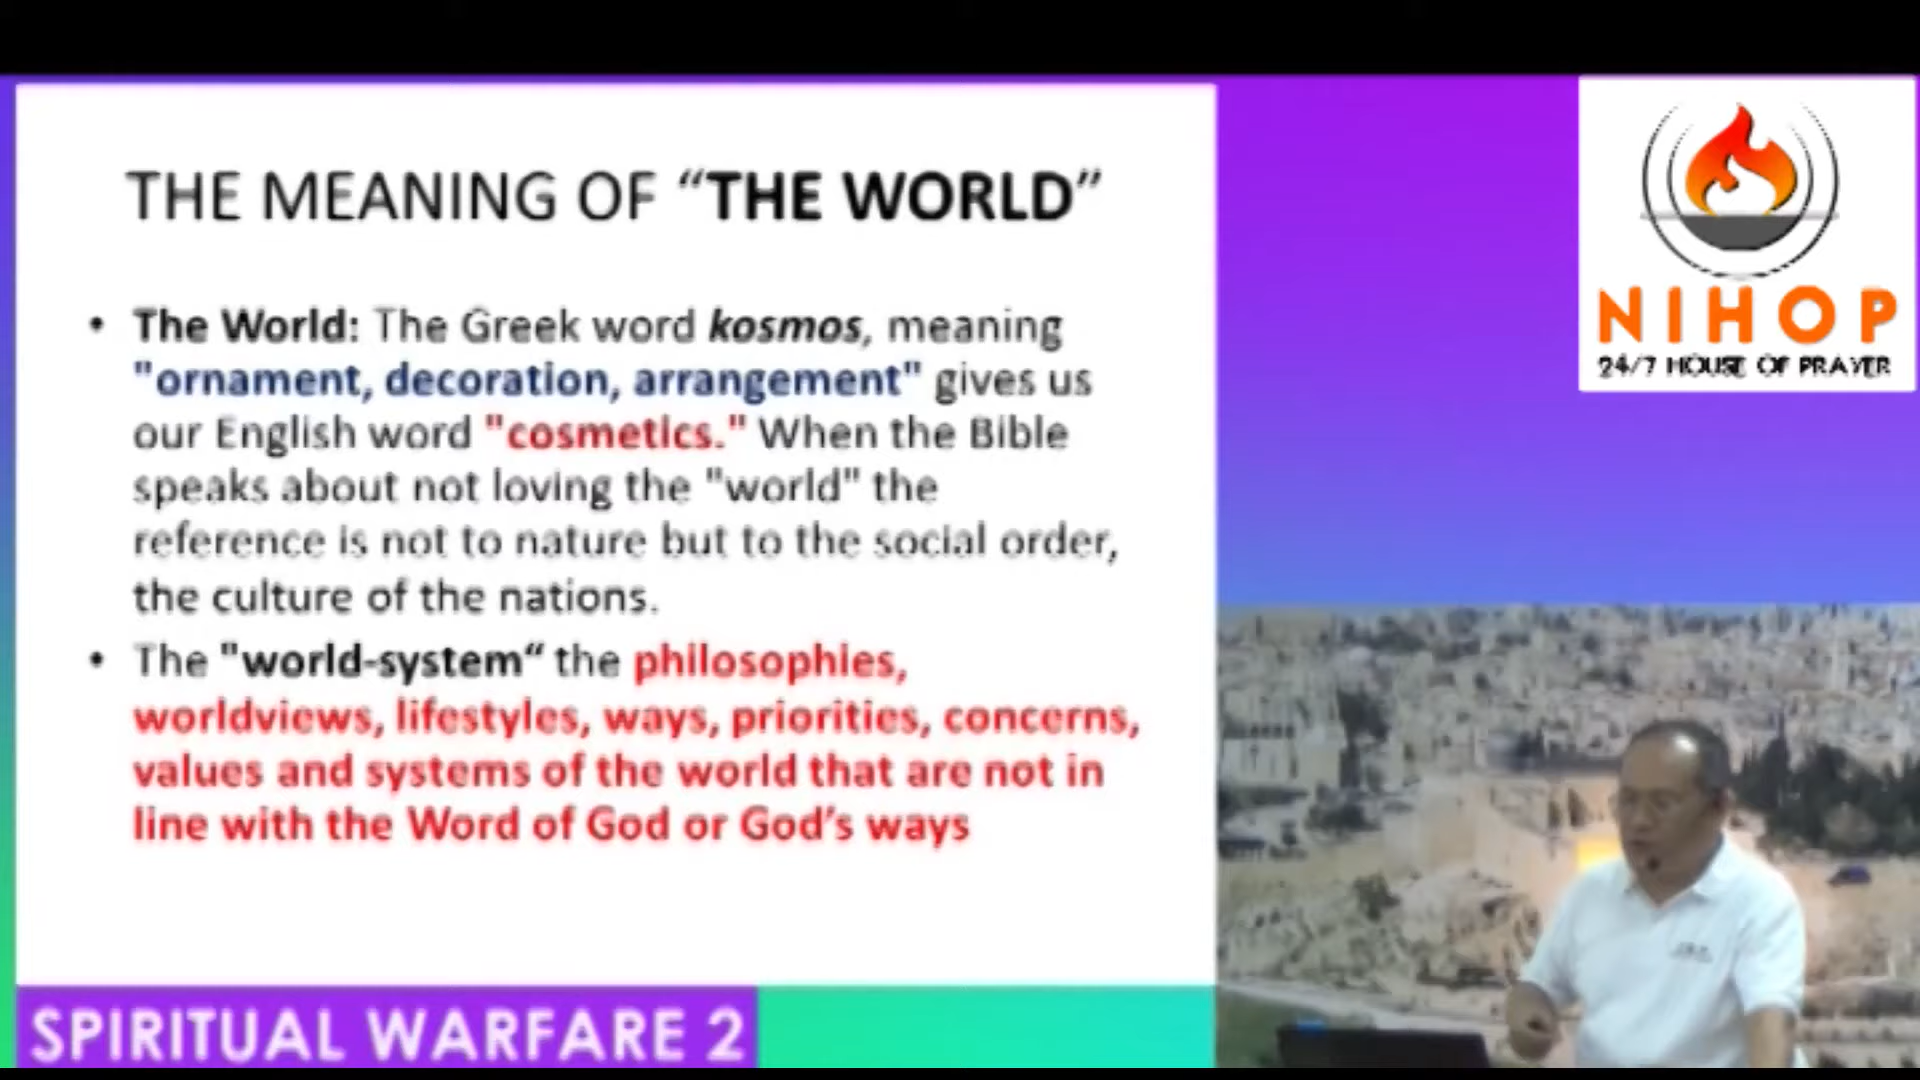 THE MEANING OF “THE WORLD”
• The World: The Greek word kosmos, meaning
"ornament, decoration, arrangement" gives us
our English word "cosmetics." When the Bible
speaks about not loving the "world" the
reference is not to nature but to the social order,
the culture of the nations.
• The "world-system“ the philosophies,
worldviews, lifestyles, ways, priorities, concerns,
values and systems of the world that are not in
line with the Word of God or God’s ways
SPIRITUAL WARFARE 2
NIHOP
24/7 HOUSE OF PRAYER